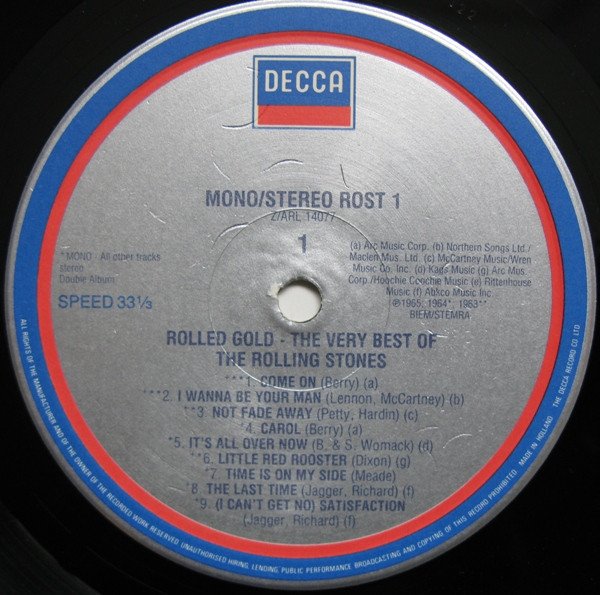 DECCA
MONO/STEREO ROST 1
Z/ARL 14077
1
*MONO - All other tracks
stereo
Double Album
SPEED 33⅓
(a) Arc Music Corp. (b) Northern Songs Ltd./
Maclen Mus. Ltd. (c) McCartney Music/Wren
Music Co. Inc. (d) Kags Music (g) Arc Mus.
Corp./Hoochie Coochie Music (e) Rittenhouse
Music (f) Abkco Music Inc.
℗1965, 1964*, 1963**
BIEM/STEMRA
ROLLED GOLD - THE VERY BEST OF
THE ROLLING STONES
***1. COME ON (Berry) (a)
***2. I WANNA BE YOUR MAN (Lennon, McCartney) (b)
**3. NOT FADE AWAY (Petty, Hardin) (c)
*4. CAROL (Berry) (a)
*5. IT'S ALL OVER NOW (B. & S. Womack) (d)
**6. LITTLE RED ROOSTER (Dixon) (g)
*7. TIME IS ON MY SIDE (Meade)
*8. THE LAST TIME (Jagger, Richard) (f)
*9. (I CAN'T GET NO) SATISFACTION
(Jagger, Richard) (f)
ALL RIGHTS OF THE MANUFACTURER AND OF THE OWNER OF THE RECORDED WORK RESERVED UNAUTHORISED HIRING, LENDING, PUBLIC PERFORMANCE BROADCASTING AND COPYING OF THIS RECORD PROHIBITED MADE IN HOLLAND THE DECCA RECORD CO LTD